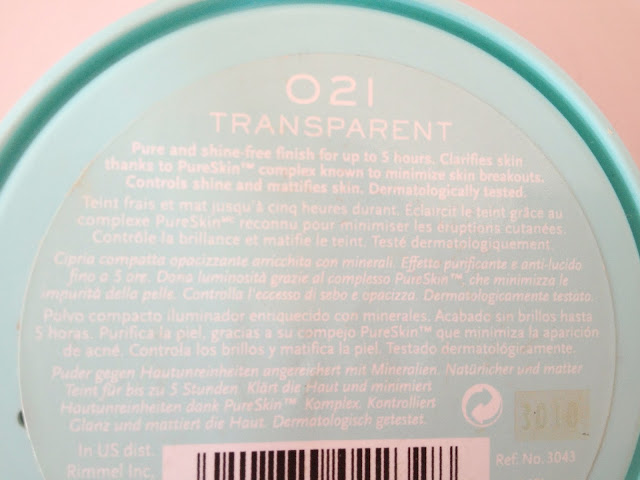 021
TRANSPARENT
Pure and shine-free finish for up to 5 hours. Clarifies skin
thanks to PureSkin™ complex known to minimize skin breakouts.
Controls shine and mattifies skin. Dermatologically tested.
Teint frais et mat jusqu'à cinq heures durant. Eclaircit le teint grâce au
complexe PureSkinᴹᶜ reconnu pour minimiser les éruptions cutanées.
Contrôle la brillance et matifie le teint. Testé dermatologiquement.
Cipria compatta opacizzante arricchita con minerali. Effetto purificante e anti-lucido
fino a 5 ore. Dona luminosità grazie al complesso PureSkin™, che minimizza le
impurità della pelle. Controlla l'eccesso di sebo e opacizza. Dermatologicamente testato.
Polvo compacto iluminador enriquecido con minerales. Acabado sin brillos hasta
5 horas. Purifica la piel, gracias a su compejo PureSkin™ que minimiza la aparición
de acné. Controla los brillos y matifica la piel. Testado dermatológicamente.
Puder gegen Hautunreinheiten angereichert mit Mineralien. Natürlicher und matter
Teint für bis zu 5 Stunden. Klärt die Haut und minimiert
Hautunreinheiten dank PureSkin™ Komplex. Kontrolliert
Glanz und mattiert die Haut. Dermatologisch getestet.
3010
In US dist.
Rimmel Inc,
Ref. No. 3043